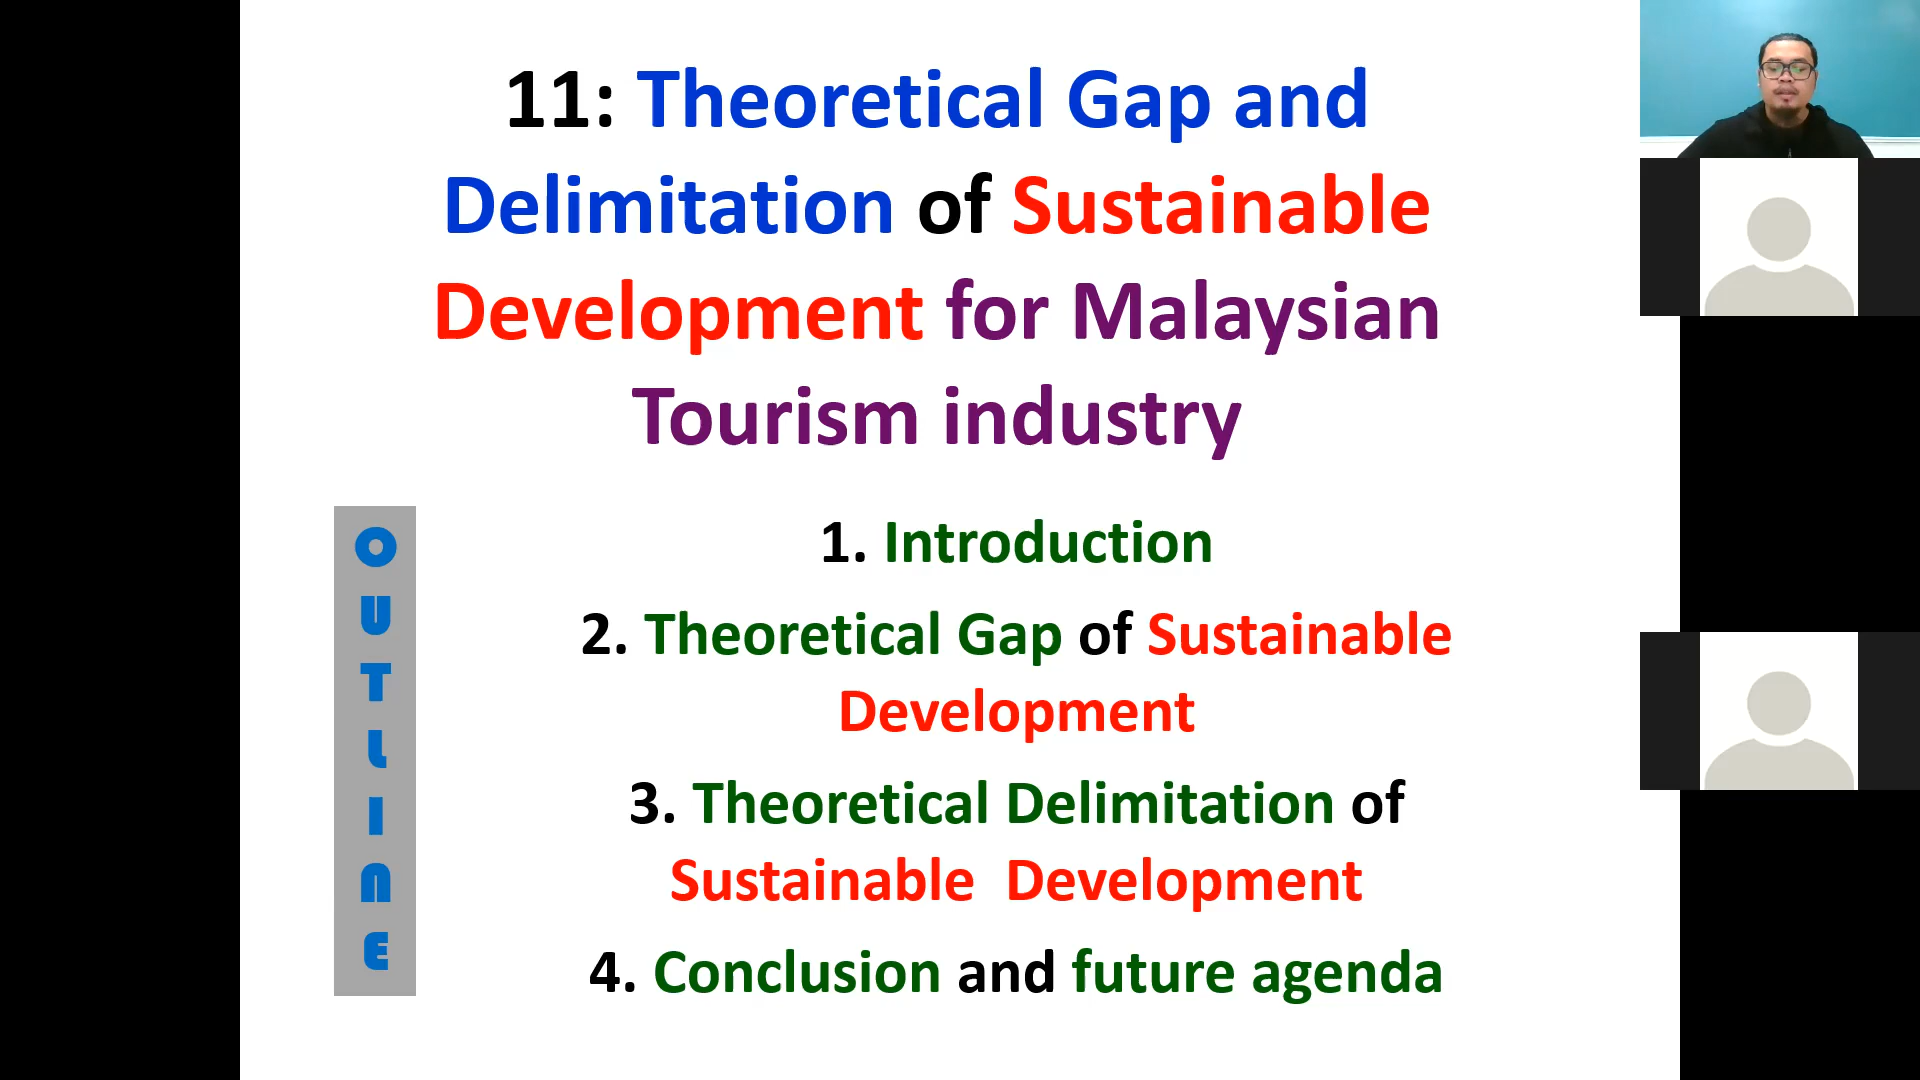 11: Theoretical Gap and
Delimitation of Sustainable
Development for Malaysian
Tourism industry
OUTLINE
1. Introduction
2. Theoretical Gap of Sustainable
Development
3. Theoretical Delimitation of
Sustainable  Development
4. Conclusion and future agenda